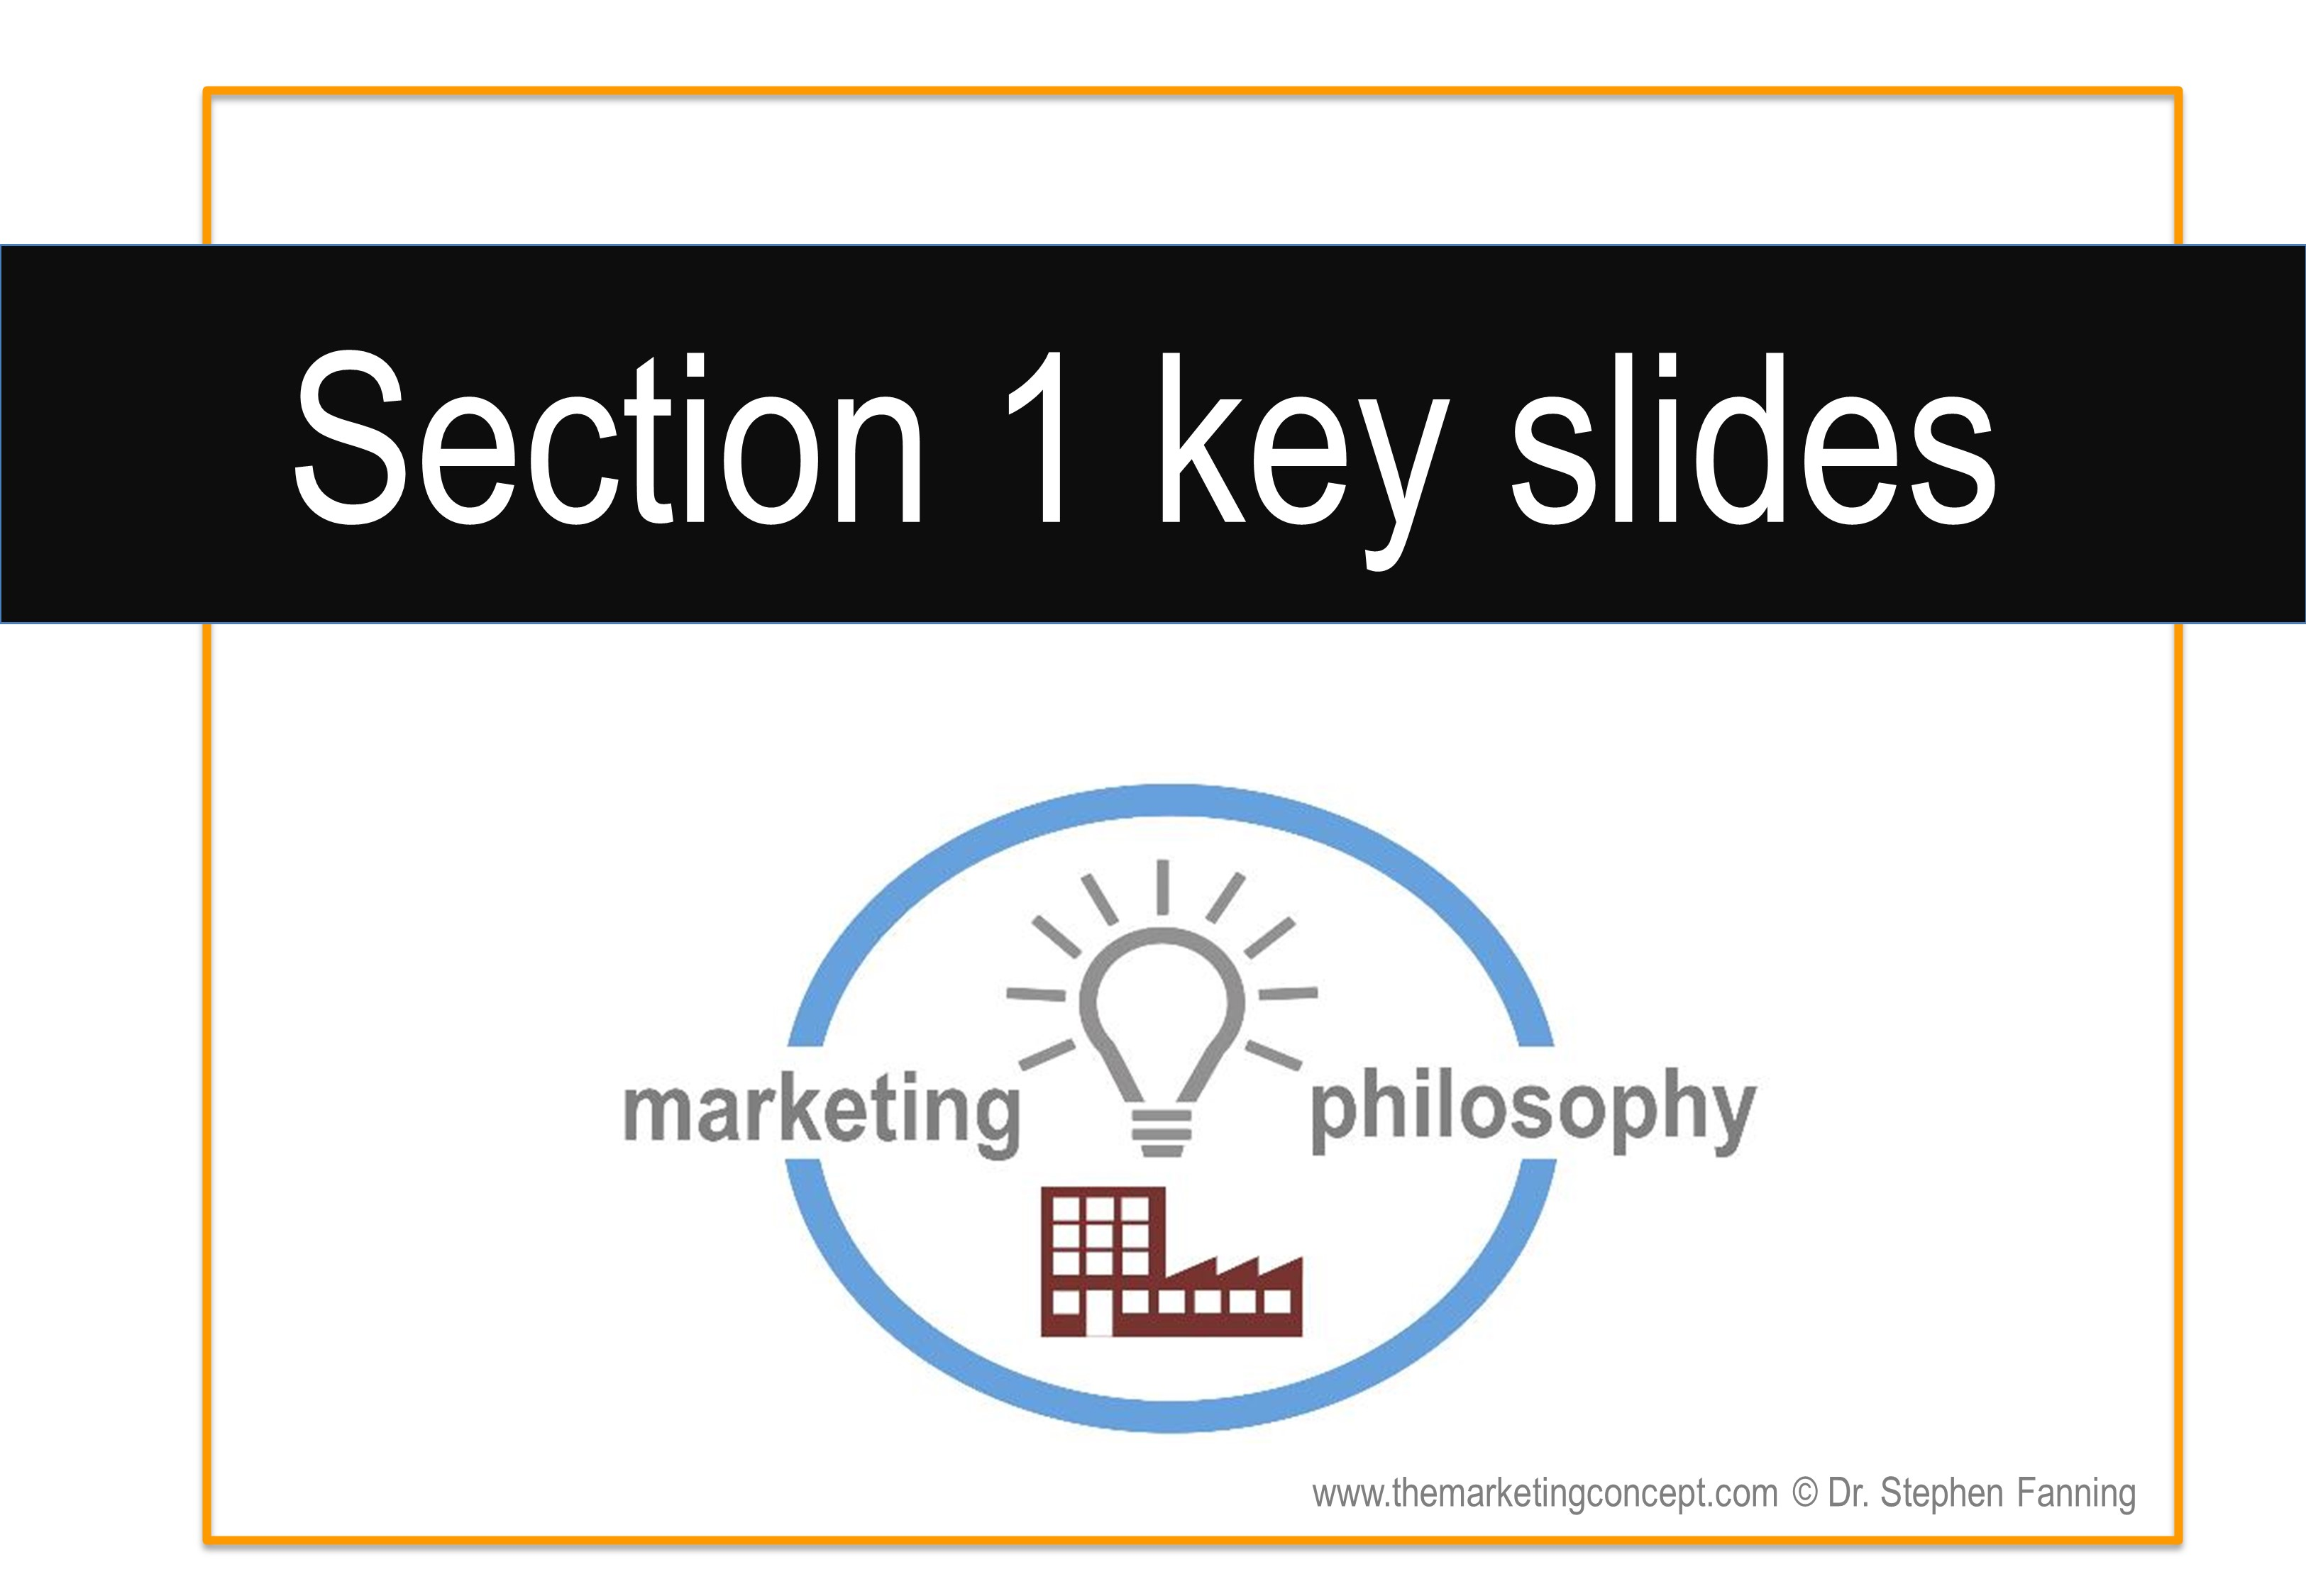 Section 1 key slides
marketing philosophy
www.themarketingconcept.com © Dr. Stephen Fanning